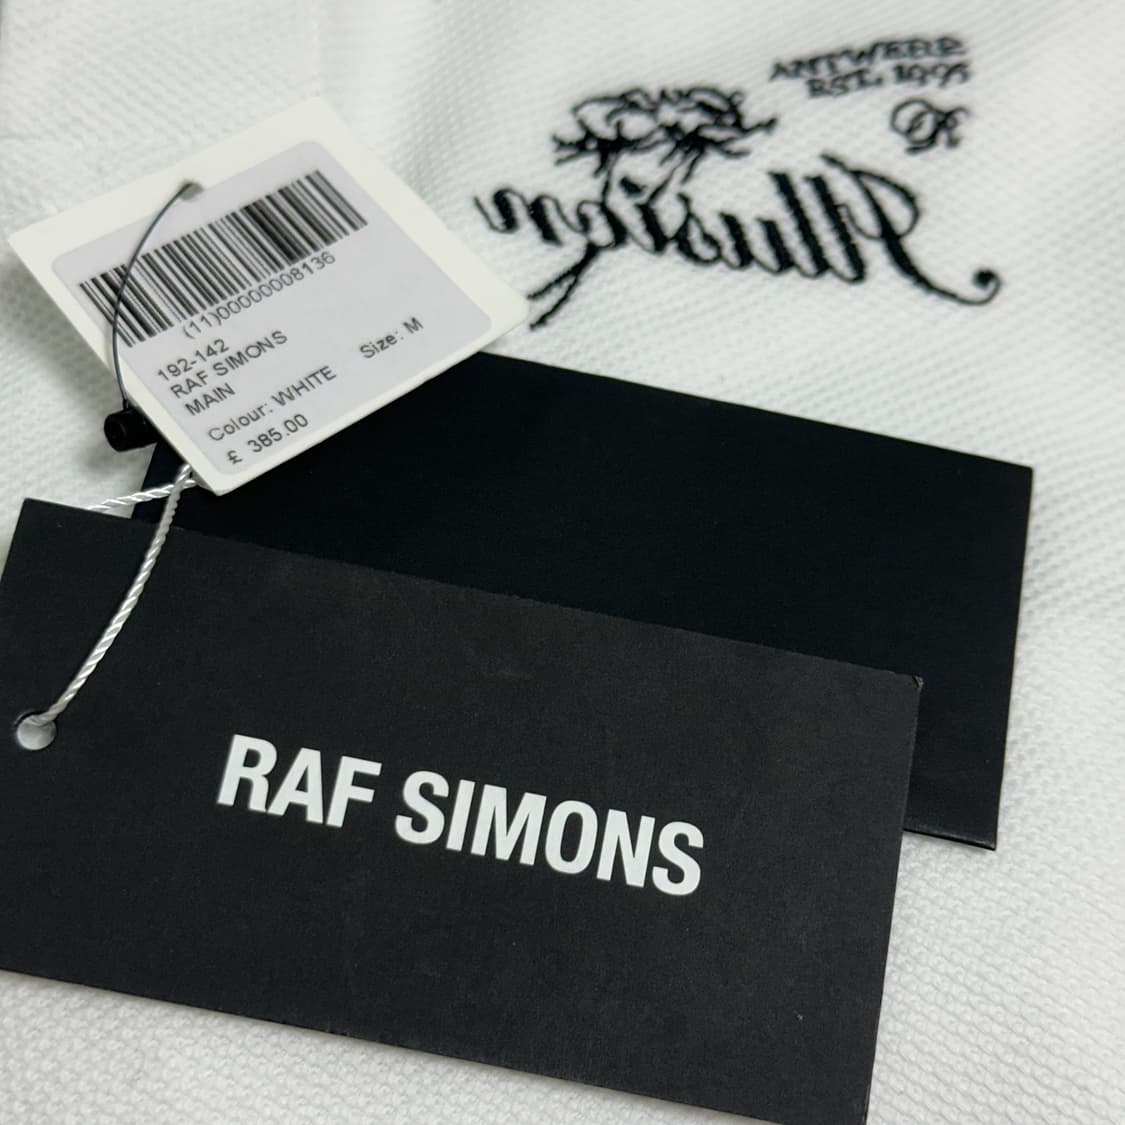 ANTWERP
EST. 1995
R
Illusion
(11)00000008136
192-142
RAF SIMONS
MAIN
Size: M
Colour: WHITE
£ 385.00
RAF SIMONS